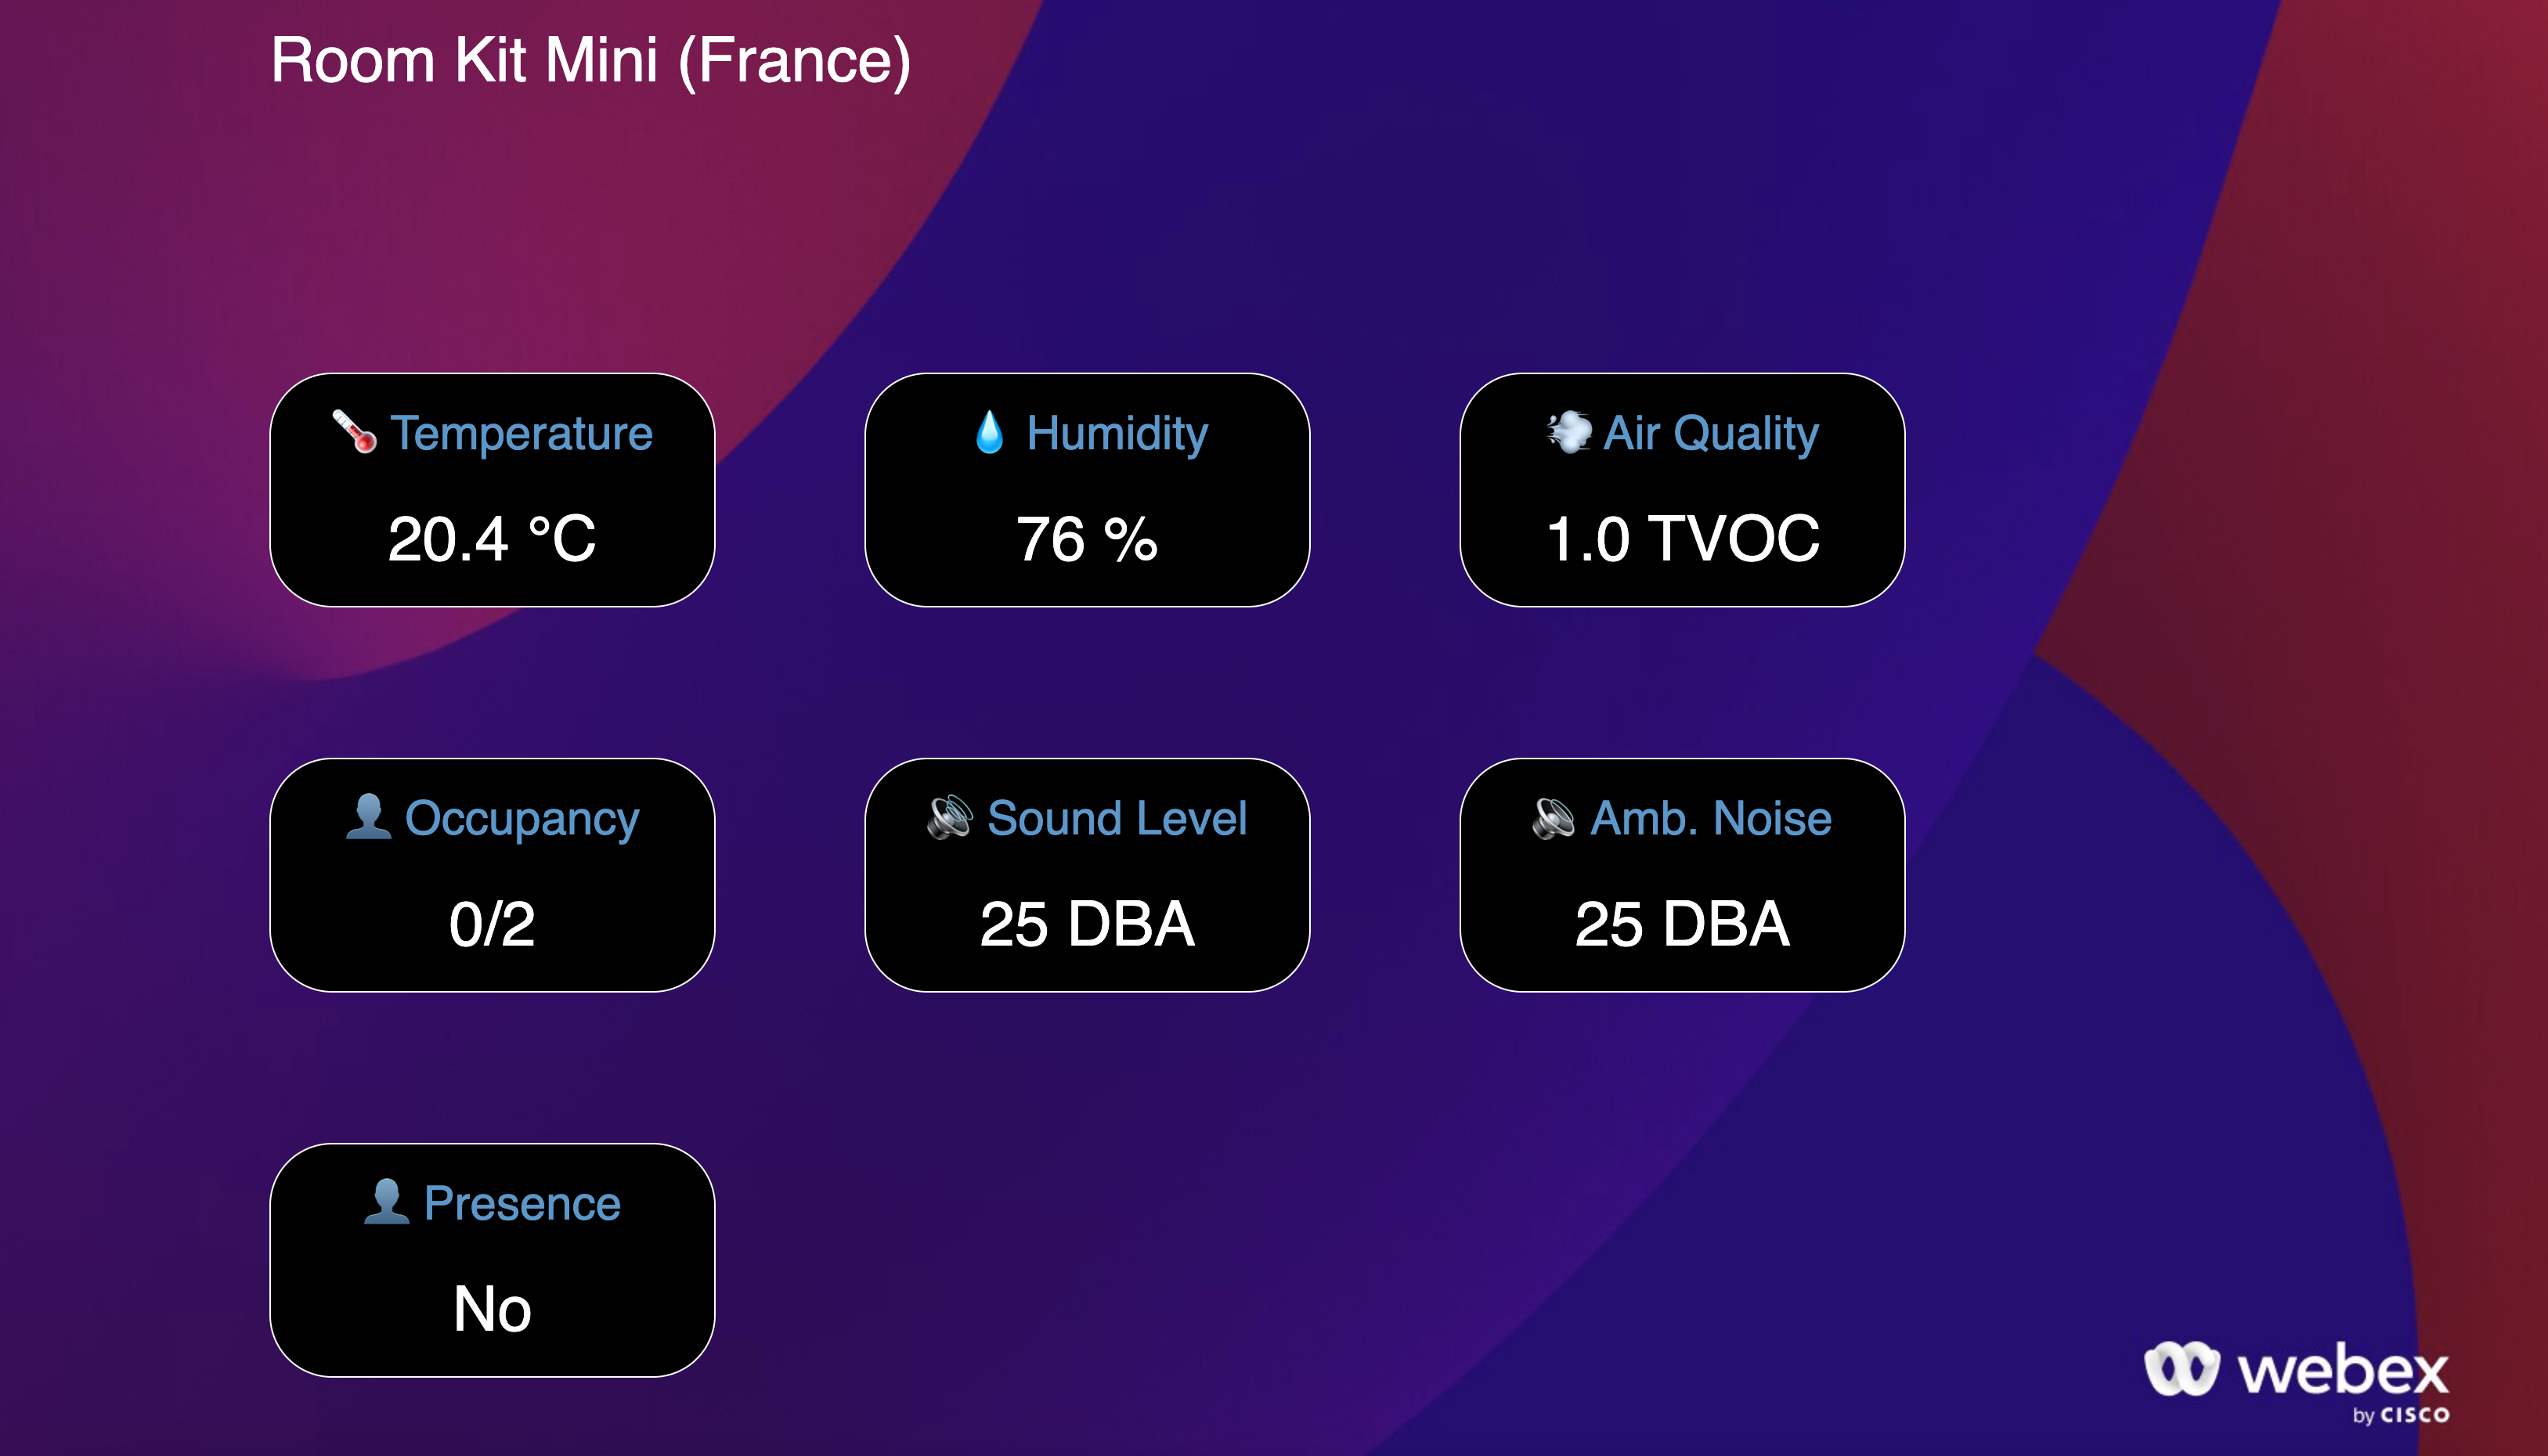 Room Kit Mini (France)
Temperature
20.4 °C
Humidity
76 %
Air Quality
1.0 TVOC
Occupancy
0/2
Sound Level
25 DBA
Amb. Noise
25 DBA
Presence
No
webex
by CISCO